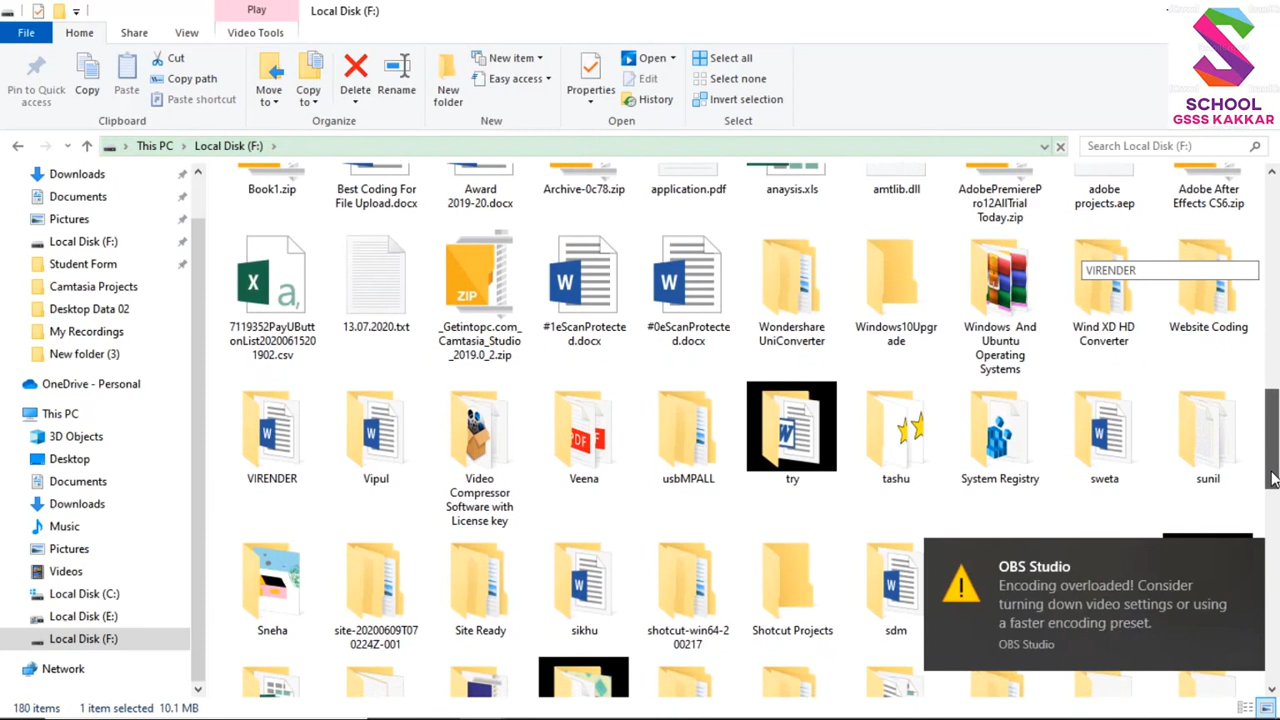 Play
Local Disk (F:)
File
Home
Share
View
Video Tools
Pin to Quick
access
Copy
Paste
Cut
Copy path
Paste shortcut
Clipboard
Move
to
Copy
to
Delete
Rename
Organize
New
folder
New item
Easy access
New
Properties
Open
Edit
History
Open
Select all
Select none
Invert selection
Select
SCHOOL
GSSS KAKKAR
This PC
Local Disk (F:)
Search Local Disk (F:)
Downloads
Documents
Pictures
Local Disk (F:)
Student Form
Camtasia Projects
Desktop Data 02
My Recordings
New folder (3)
OneDrive - Personal
This PC
3D Objects
Desktop
Documents
Downloads
Music
Pictures
Videos
Local Disk (C:)
Local Disk (E:)
Local Disk (F:)
Network
Book1.zip
Best Coding For
File Upload.docx
Award
2019-20.docx
Archive-0c78.zip
application.pdf
anaysis.xls
amtlib.dll
AdobePremiereP
ro12AllTrial
Today.zip
adobe
projects.aep
Adobe After
Effects CS6.zip
VIRENDER
7119352PayUButt
onList2020061520
1902.csv
13.07.2020.txt
ZIP
_Getintopc.com_
Camtasia_Studio
_2019.0_2.zip
#1eScanProtecte
d.docx
#0eScanProtecte
d.docx
Wondershare
UniConverter
Windows10Upgr
ade
Windows And
Ubuntu
Operating
Systems
Wind XD HD
Converter
Website Coding
VIRENDER
Vipul
Video
Compressor
Software with
License key
PDF
Veena
usbMPALL
try
tashu
System Registry
sweta
sunil
Sneha
site-20200609T07
0224Z-001
Site Ready
sikhu
shotcut-win64-2
00217
Shotcut Projects
sdm
OBS Studio
Encoding overloaded! Consider
turning down video settings or using
a faster encoding preset.
OBS Studio
180 items
1 item selected
10.1 MB